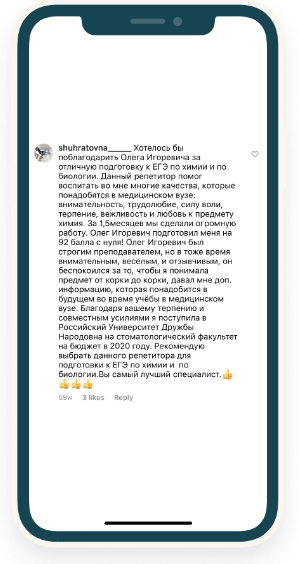 shuhratovna______ Хотелось бы
поблагодарить Олега Игоревича за
отличную подготовку к ЕГЭ по химии и по
биологии. Данный репетитор помог
воспитать во мне многие качества, которые
понадобятся в медицинском вузе:
внимательность, трудолюбие, силу воли,
терпение, вежливость и любовь к предмету
химия. За 1,5месяцев мы сделали огромную
работу. Олег Игоревич подготовил меня на
92 балла с нуля! Олег Игоревич был
строгим преподавателем, но в тоже время
внимательным, весёлым, и отзывчивым, он
беспокоился за то, чтобы я понимала
предмет от корки до корки, давал мне доп.
информацию, которая понадобится в
будущем во время учёбы в медицинском
вузе. Благодаря вашему терпению и
совместным усилиями я поступила в
Российский Университет Дружбы
Народовна на стоматологический факультет
на бюджет в 2020 году. Рекомендую
выбрать данного репетитора для
подготовки к ЕГЭ по химии и по
биологии.Вы самый лучший специалист.👍
👍👍👍
59w 3 likes Reply